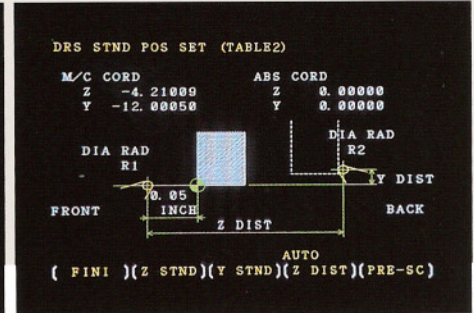 DRS STND POS SET (TABLE2)
M/C CORD ABS CORD
Z -4.21009 Z 0.00000
Y -12.00050 Y 0.00000
DIA RAD DIA RAD
R1 R2
Y DIST
0.05
FRONT INCH BACK
Z DIST
AUTO
( FINI )(Z STND)(Y STND)(Z DIST)(PRE-SC)